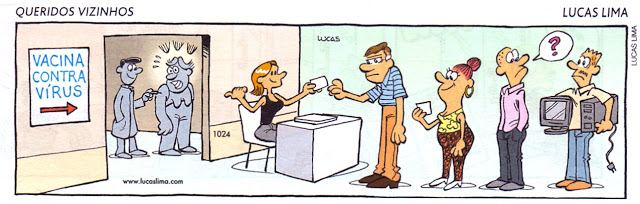 QUERIDOS VIZINHOS
LUCAS LIMA
VACINA
CONTRA
VÍRUS
LUCAS
?
1024
www.lucaslima.com
LUCAS LIMA